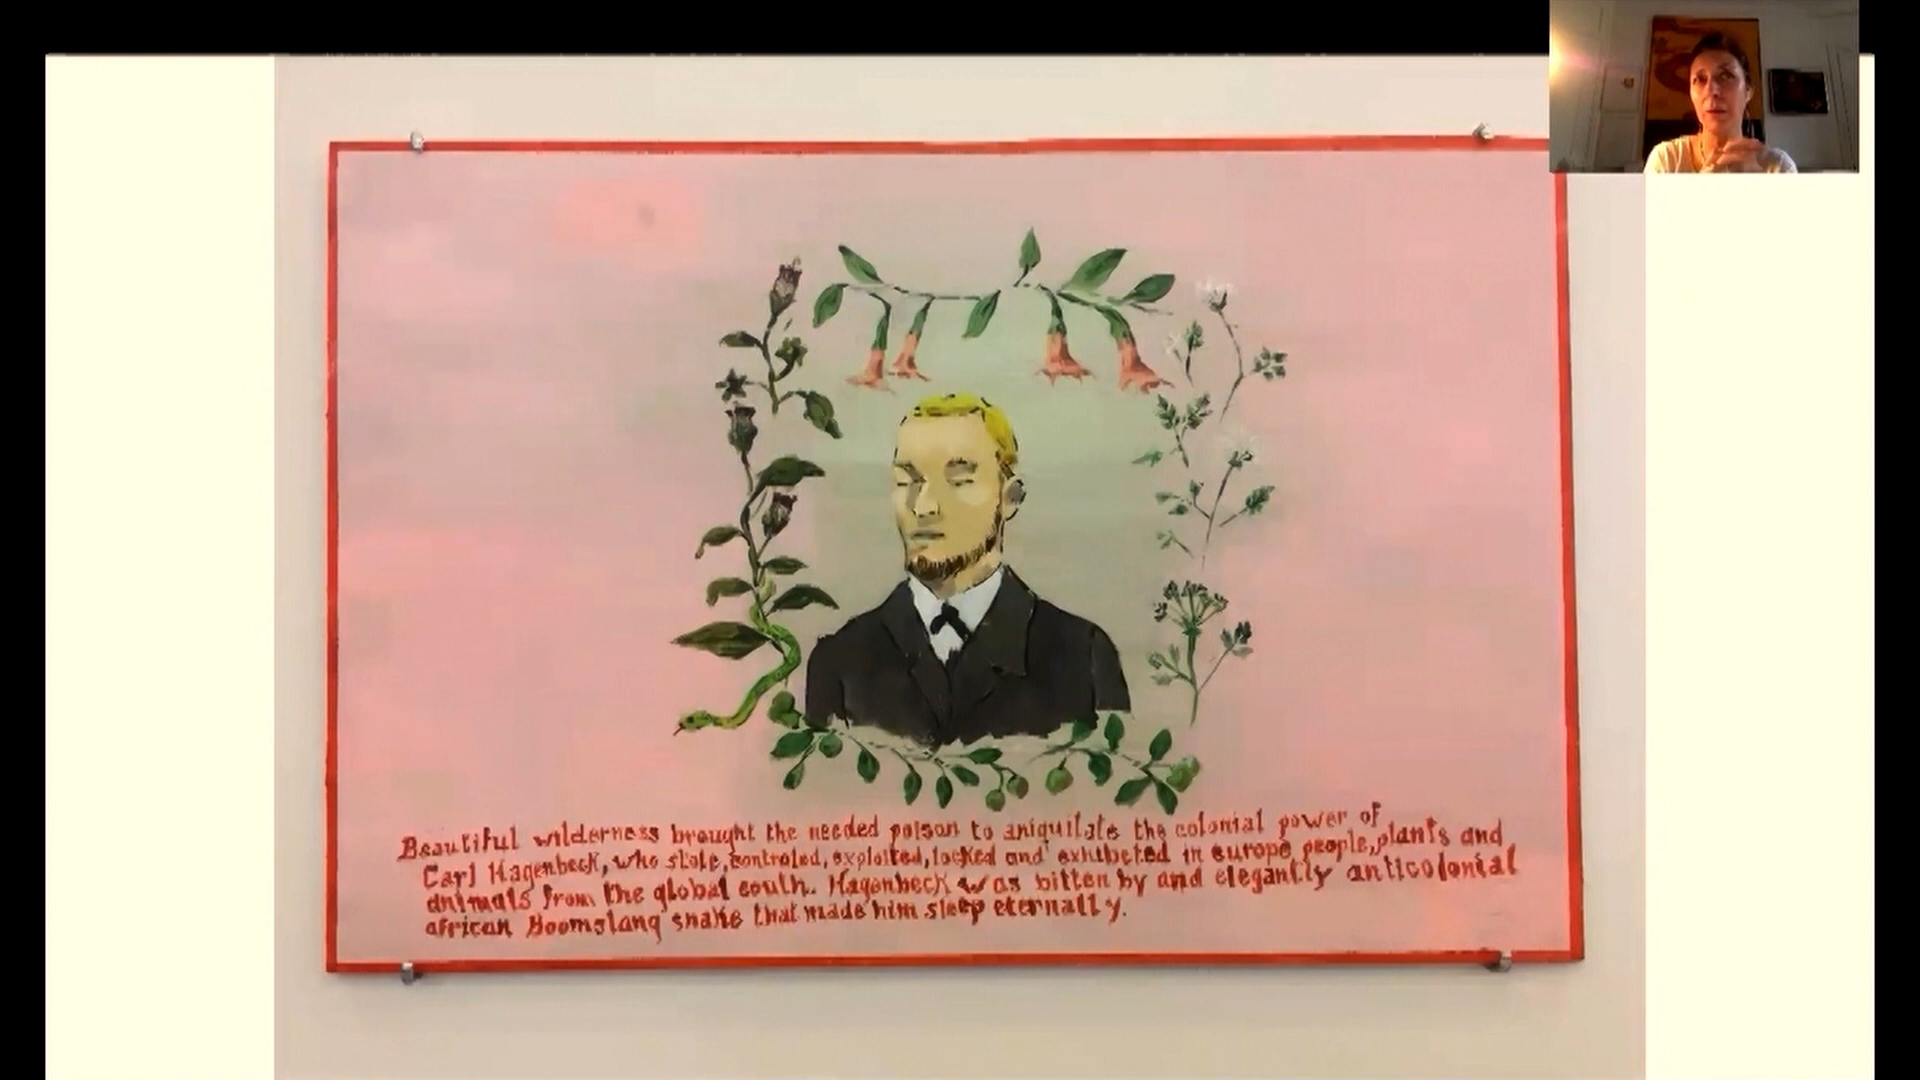 Beautiful wilderness brought the needed poison to aniquilate the colonial power of
Carl Hagenbeck, who stole, controled, exploited, locked and exhibeted in europe people, plants and
animals from the global south. Hagenbeck was bitten by and elegantly anticolonial
african Boomslang snake that made him sleep eternally.